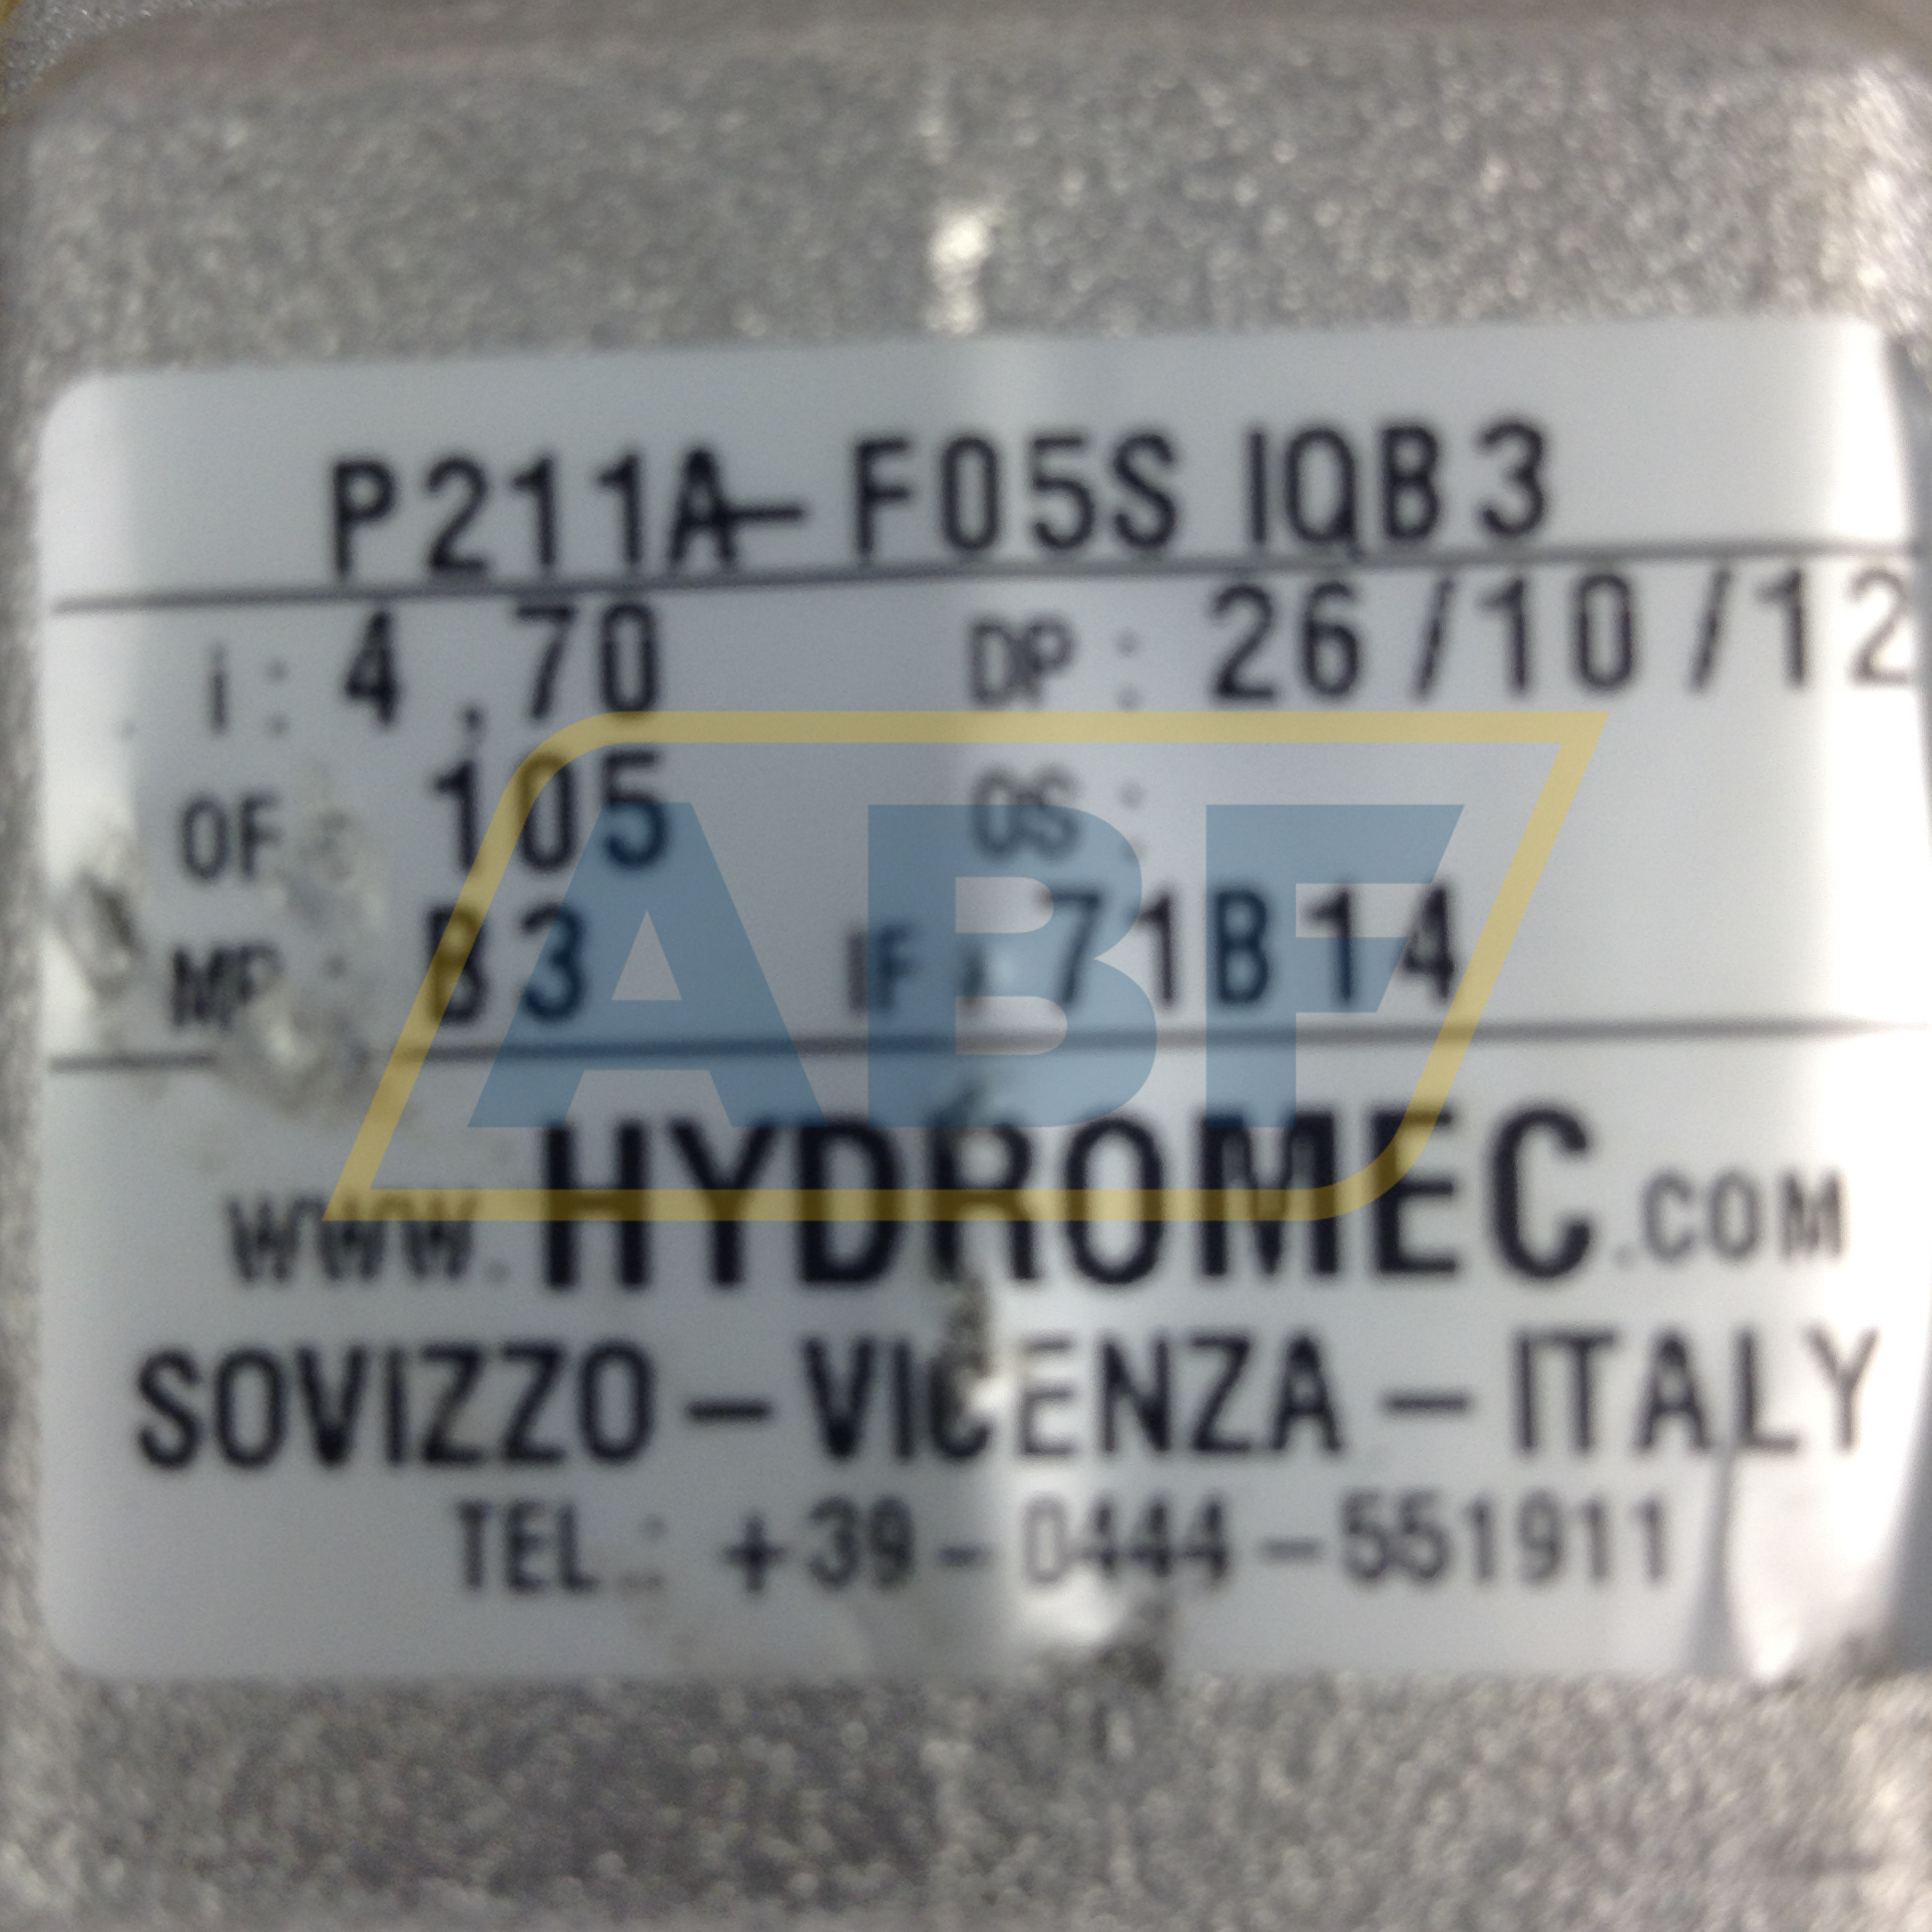 P211A-F05S IQB3
i: 4,70 DP: 26/10/12
OF: 105 OS:
MP: B3 IF: 71B14
ABF
www.HYDROMEC.COM
SOVIZZO-VICENZA-ITALY
TEL.: +39-0444-551911